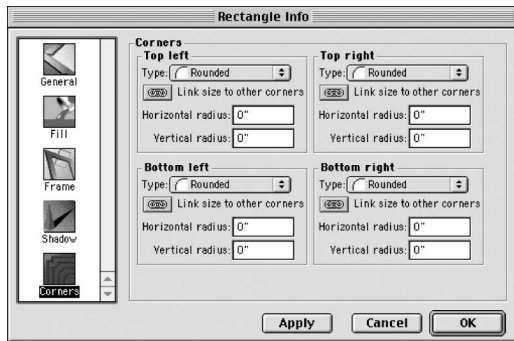 Rectangle Info
General
Fill
Frame
Shadow
Corners
Corners
Top left
Type: Rounded
Link size to other corners
Horizontal radius: 0"
Vertical radius: 0"
Top right
Type: Rounded
Link size to other corners
Horizontal radius: 0"
Vertical radius: 0"
Bottom left
Type: Rounded
Link size to other corners
Horizontal radius: 0"
Vertical radius: 0"
Bottom right
Type: Rounded
Link size to other corners
Horizontal radius: 0"
Vertical radius: 0"
Apply
Cancel
OK